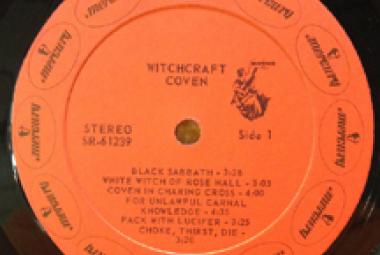 WITCHCRAFT
COVEN
mercury
STEREO
SR-61239
Side 1
BLACK SABBATH - 3:28
WHITE WITCH OF ROSE HALL - 3:03
COVEN IN CHARING CROSS - 4:00
FOR UNLAWFUL CARNAL
KNOWLEDGE - 4:35
PACK WITH LUCIFER - 3:25
CHOKE, THIRST, DIE -
3:20